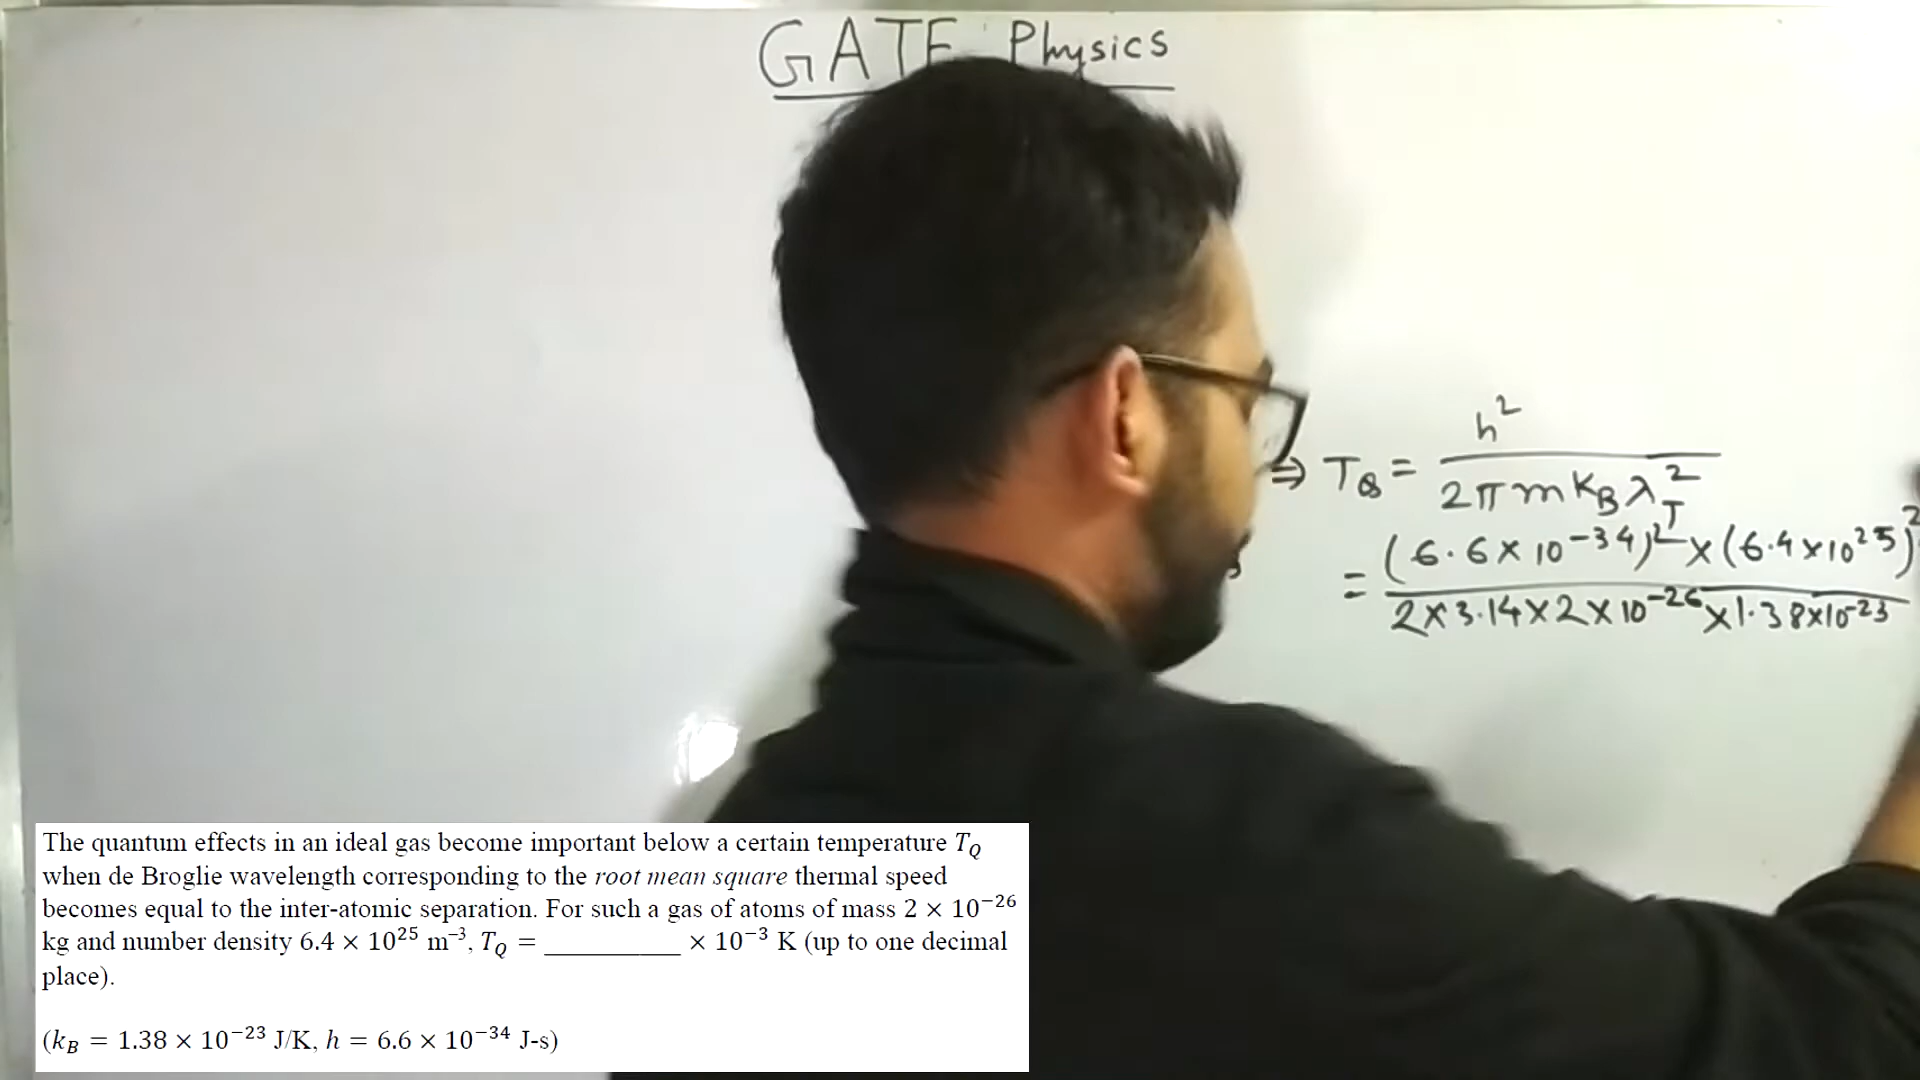 GATE Physics
⇒ T_Q = h² / 2π m K_B λ_T²
= (6.6 × 10⁻³⁴)² × (6.4 × 10²⁵)² / 2 × 3.14 × 2 × 10⁻²⁶ × 1.38 × 10⁻²³
The quantum effects in an ideal gas become important below a certain temperature T_Q
when de Broglie wavelength corresponding to the root mean square thermal speed
becomes equal to the inter-atomic separation. For such a gas of atoms of mass 2 × 10⁻²⁶
kg and number density 6.4 × 10²⁵ m⁻³, T_Q = __________ × 10⁻³ K (up to one decimal
place).
(k_B = 1.38 × 10⁻²³ J/K, h = 6.6 × 10⁻³⁴ J-s)